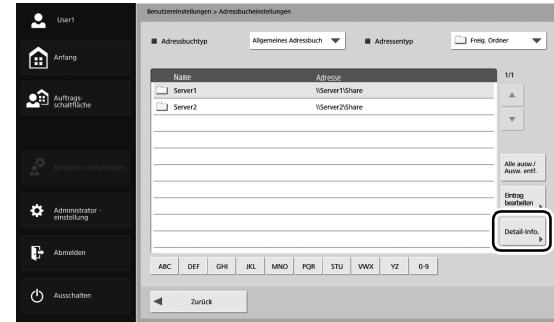 User1
Anfang
Auftrags-
schaltfläche
Benutzereinstellungen
Administrator -
einstellung
Abmelden
Ausschalten
Benutzereinstellungen > Adressbucheinstellungen
Adressbuchtyp
Allgemeines Adressbuch
Adressentyp
Freig. Ordner
Name Adresse
Server1 \\Server1\Share
Server2 \\Server2\Share
1/1
Alle ausw./
Ausw. entf.
Eintrag
bearbeiten
Detail-Info.
ABC DEF GHI JKL MNO PQR STU VWX YZ 0-9
Zurück